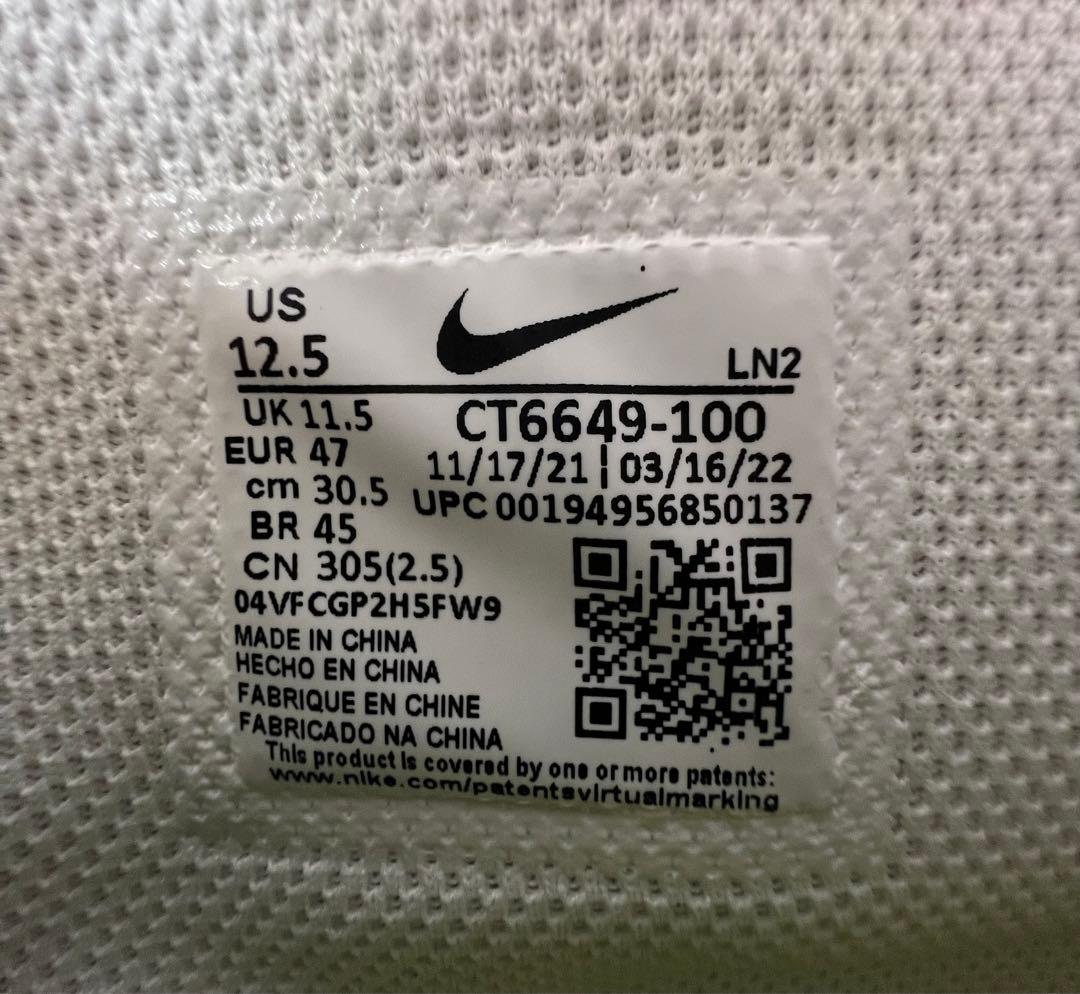 US
12.5
LN2
UK 11.5
CT6649-100
EUR 47
11/17/21 | 03/16/22
cm 30.5
UPC 00194956850137
BR 45
CN 305(2.5)
04VFCGP2H5FW9
MADE IN CHINA
HECHO EN CHINA
FABRIQUE EN CHINE
FABRICADO NA CHINA
This product is covered by one or more patents:
www.nike.com/patentsvirtualmarking